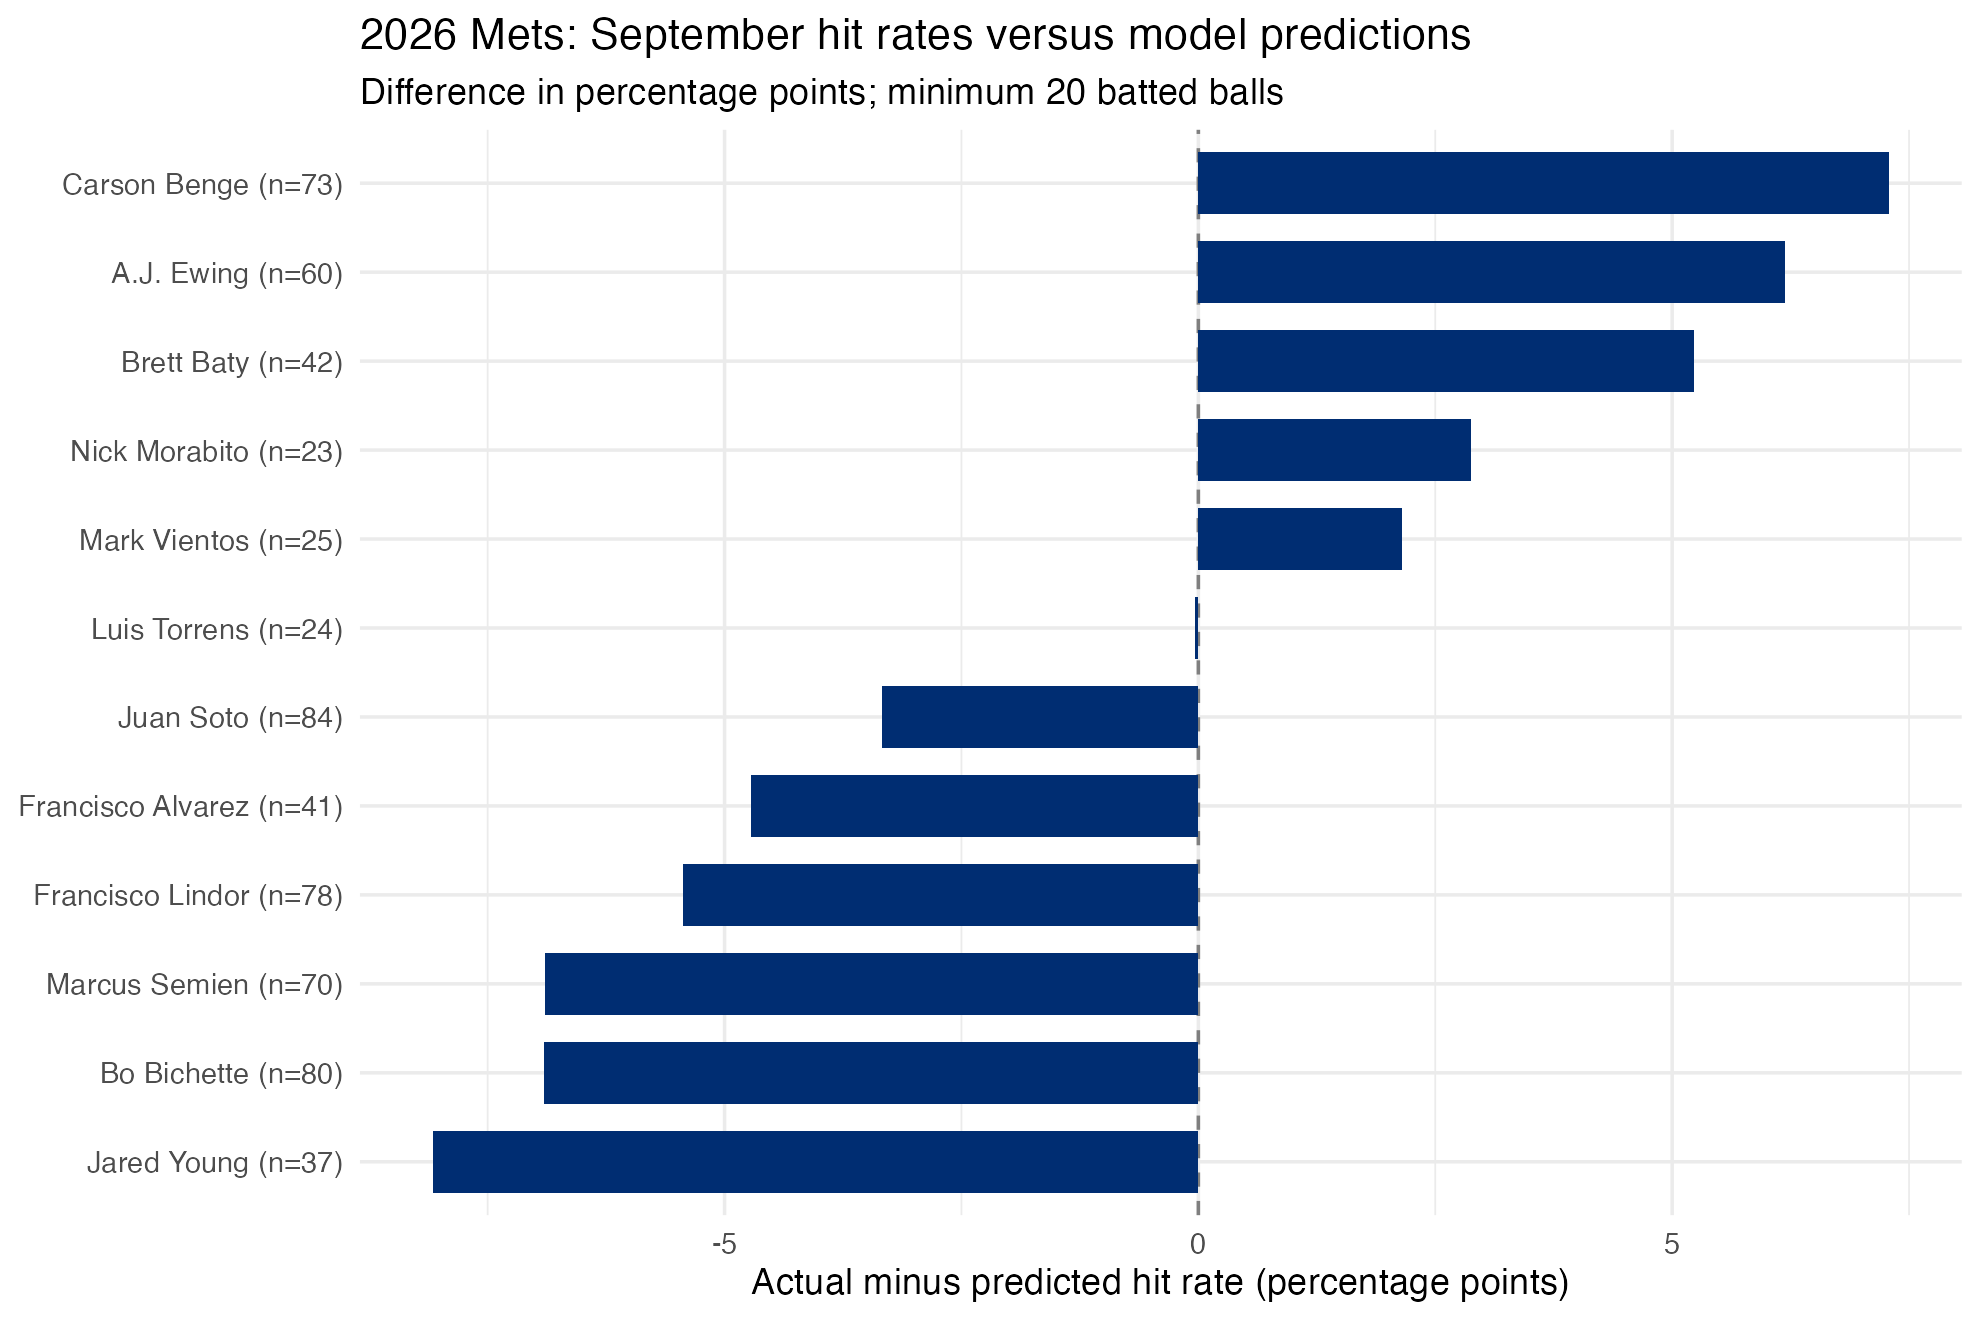 2026 Mets: September hit rates versus model predictions
Difference in percentage points; minimum 20 batted balls
Carson Benge (n=73)
A.J. Ewing (n=60)
Brett Baty (n=42)
Nick Morabito (n=23)
Mark Vientos (n=25)
Luis Torrens (n=24)
Juan Soto (n=84)
Francisco Alvarez (n=41)
Francisco Lindor (n=78)
Marcus Semien (n=70)
Bo Bichette (n=80)
Jared Young (n=37)
-5 0 5
Actual minus predicted hit rate (percentage points)